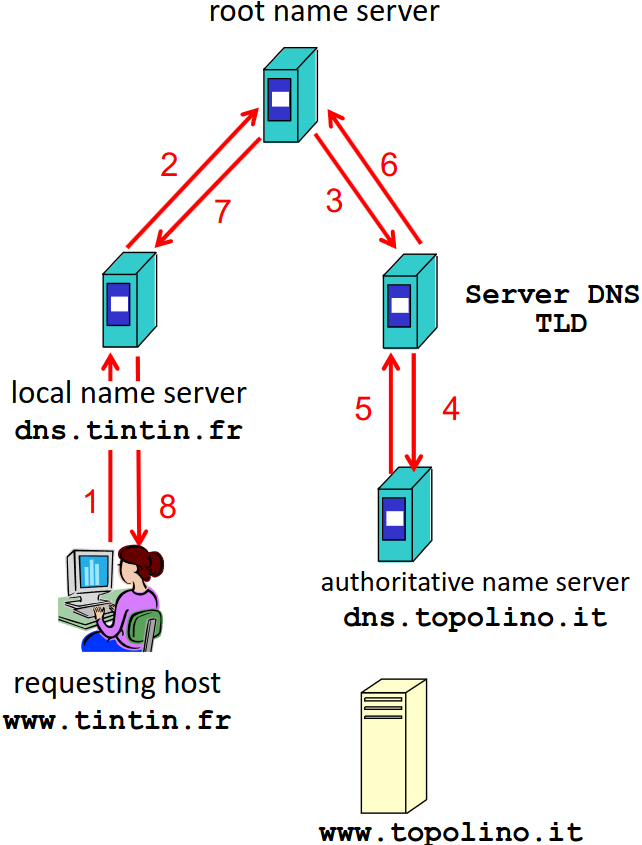 root name server
2
6
3
7
Server DNS
TLD
local name server
dns.tintin.fr
5
4
1
8
authoritative name server
dns.topolino.it
requesting host
www.tintin.fr
www.topolino.it